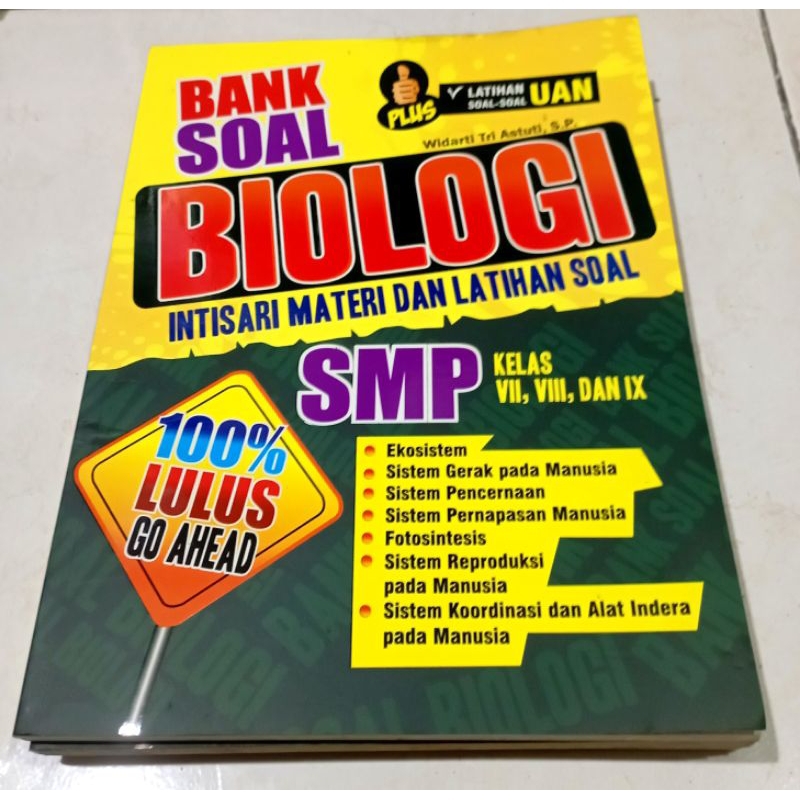 BANK
SOAL
PLUS
LATIHAN
SOAL-SOAL
UAN
Widarti Tri Astuti, S.P.
BIOLOGI
INTISARI MATERI DAN LATIHAN SOAL
SMP
KELAS
VII, VIII, DAN IX
100%
LULUS
GO AHEAD
Ekosistem
Sistem Gerak pada Manusia
Sistem Pencernaan
Sistem Pernapasan Manusia
Fotosintesis
Sistem Reproduksi
pada Manusia
Sistem Koordinasi dan Alat Indera
pada Manusia